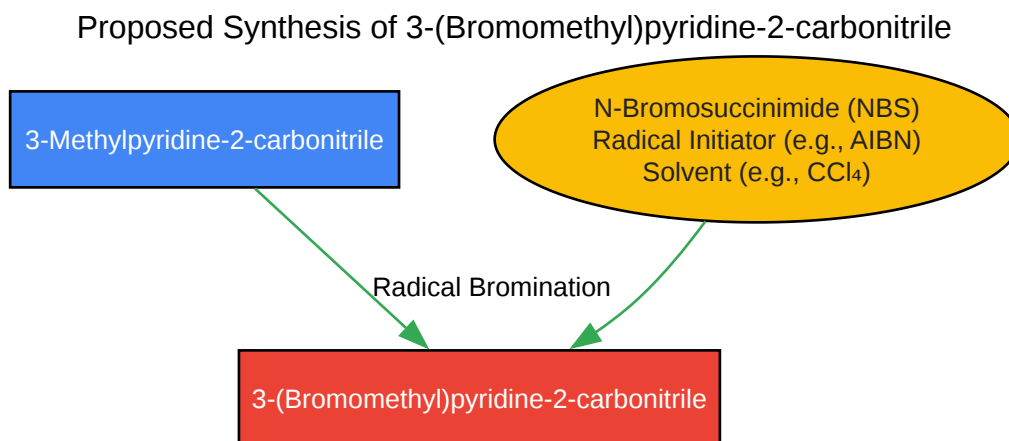 Proposed Synthesis of 3-(Bromomethyl)pyridine-2-carbonitrile
3-Methylpyridine-2-carbonitrile
N-Bromosuccinimide (NBS)
Radical Initiator (e.g., AIBN)
Solvent (e.g., CCl₄)
Radical Bromination
3-(Bromomethyl)pyridine-2-carbonitrile